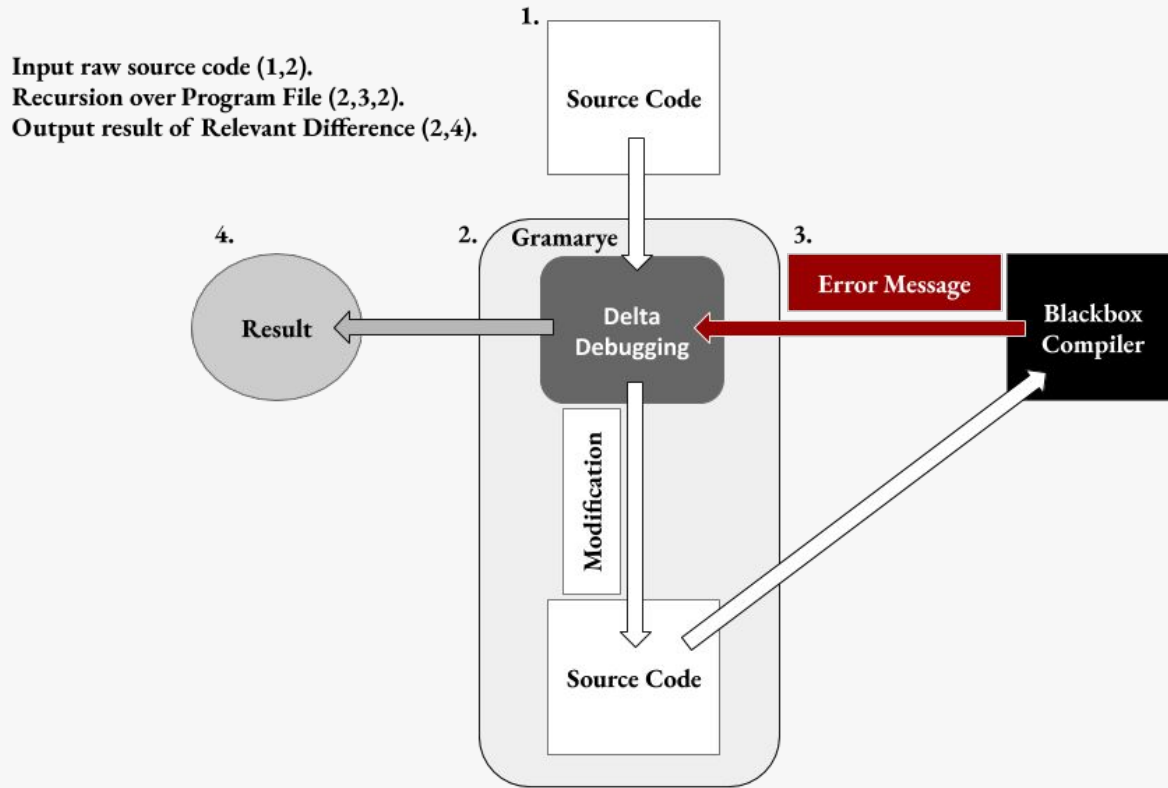 1.
Input raw source code (1,2).
Recursion over Program File (2,3,2).
Output result of Relevant Difference (2,4).
Source Code
4.
2.
Gramarye
3.
Error Message
Result
Delta
Debugging
Blackbox
Compiler
Modification
Source Code